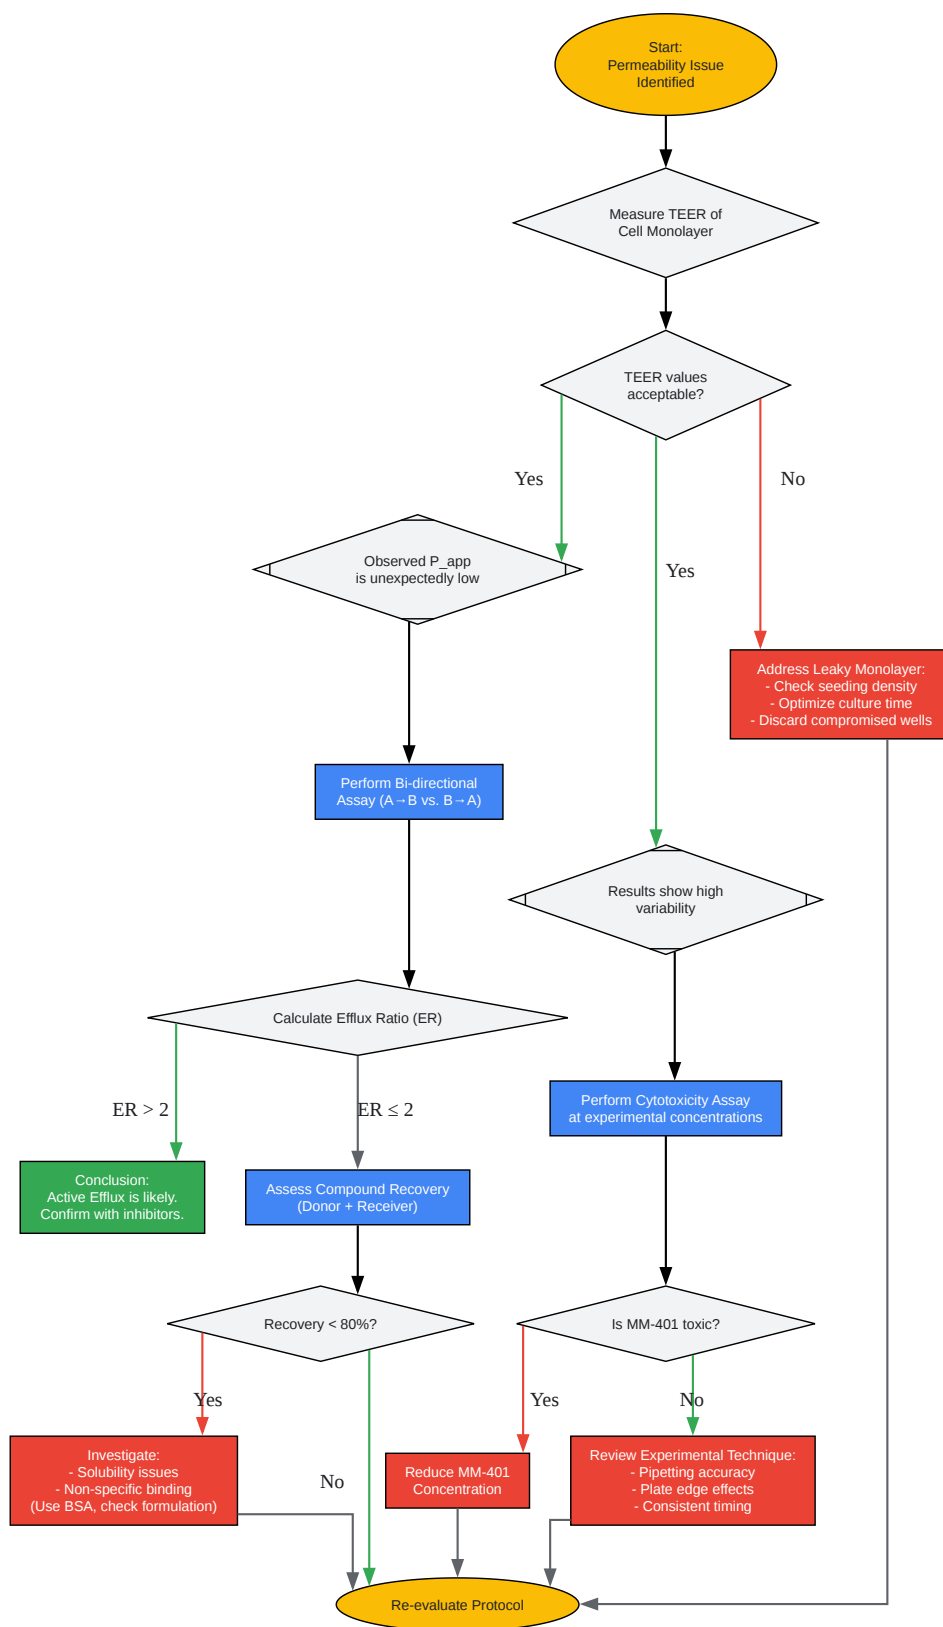 Start:
Permeability Issue
Identified
Measure TEER of
Cell Monolayer
TEER values
acceptable?
Yes
No
Observed P_app
is unexpectedly low
Yes
Address Leaky Monolayer:
- Check seeding density
- Optimize culture time
- Discard compromised wells
Perform Bi-directional
Assay (A→B vs. B→A)
Results show high
variability
Calculate Efflux Ratio (ER)
ER > 2
ER ≤ 2
Perform Cytotoxicity Assay
at experimental concentrations
Conclusion:
Active Efflux is likely.
Confirm with inhibitors.
Assess Compound Recovery
(Donor + Receiver)
Recovery < 80%?
Is MM-401 toxic?
Yes
Yes
No
Investigate:
- Solubility issues
- Non-specific binding
(Use BSA, check formulation)
No
Reduce MM-401
Concentration
Review Experimental Technique:
- Pipetting accuracy
- Plate edge effects
- Consistent timing
Re-evaluate Protocol